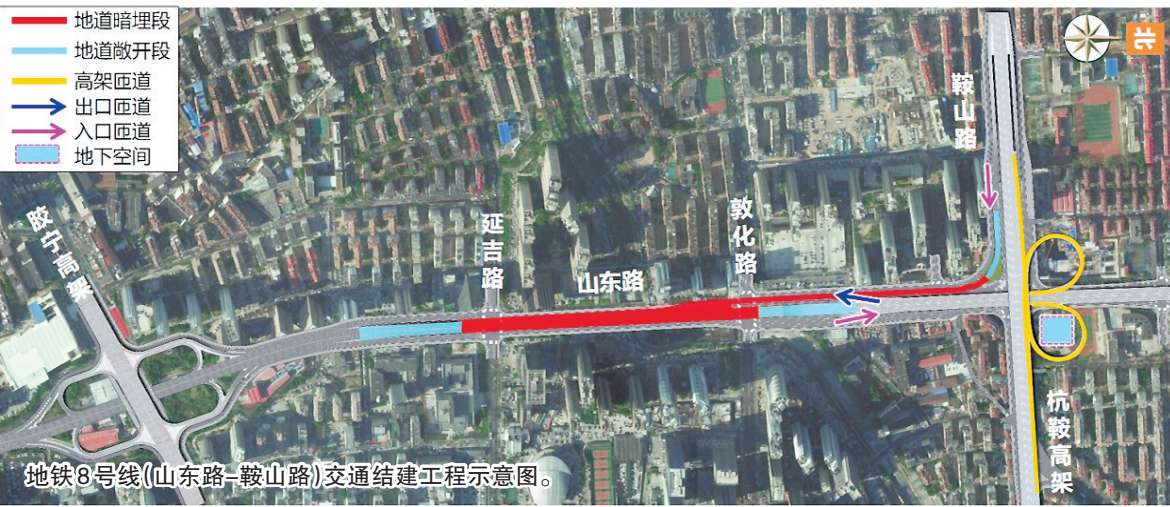 地道暗埋段
地道敞开段
高架匝道
出口匝道
入口匝道
地下空间
北
鞍山路
胶宁高架
延吉路
敦化路
山东路
杭鞍高架
地铁8号线(山东路–鞍山路)交通结建工程示意图。